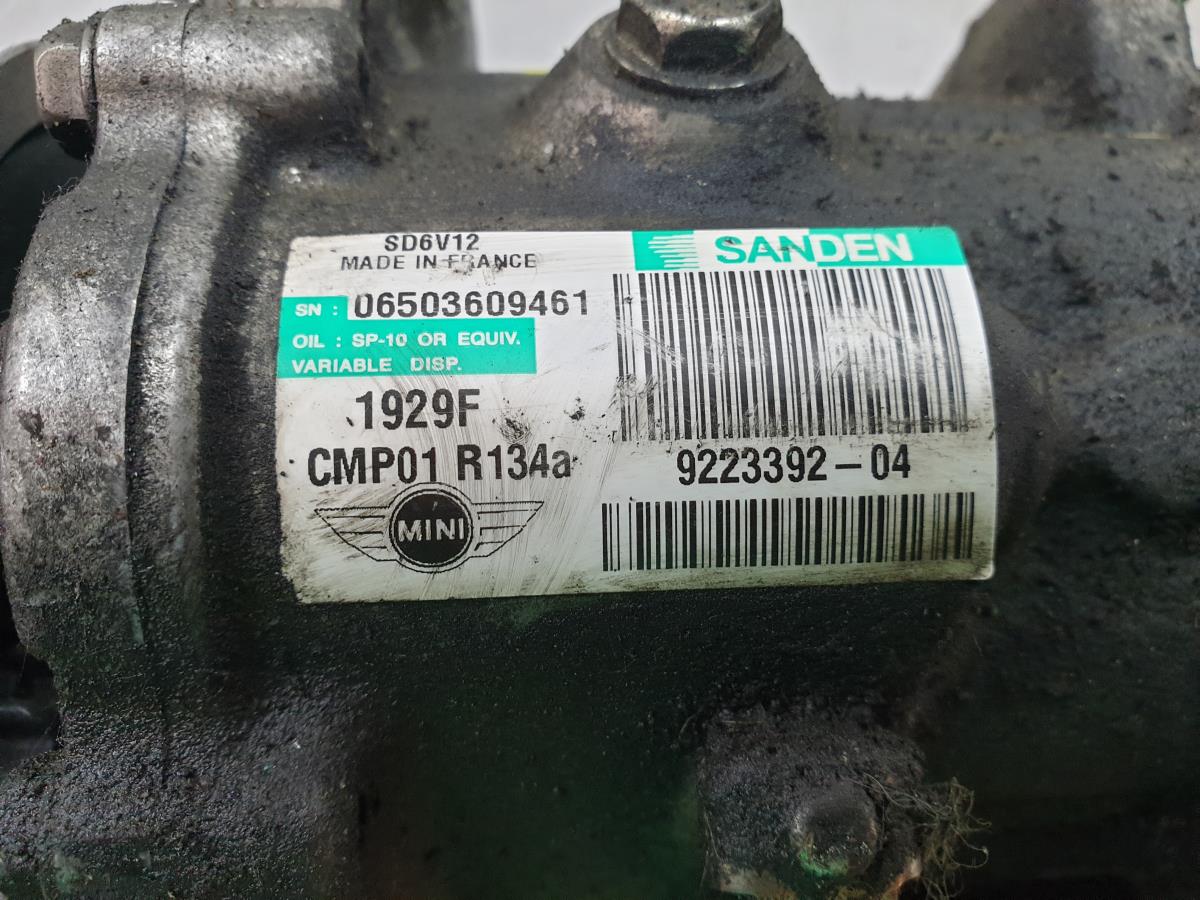 SD6V12
MADE IN FRANCE
SANDEN
SN : 06503609461
OIL : SP-10 OR EQUIV.
VARIABLE DISP.
1929F
CMP01 R134a
9223392-04
MINI